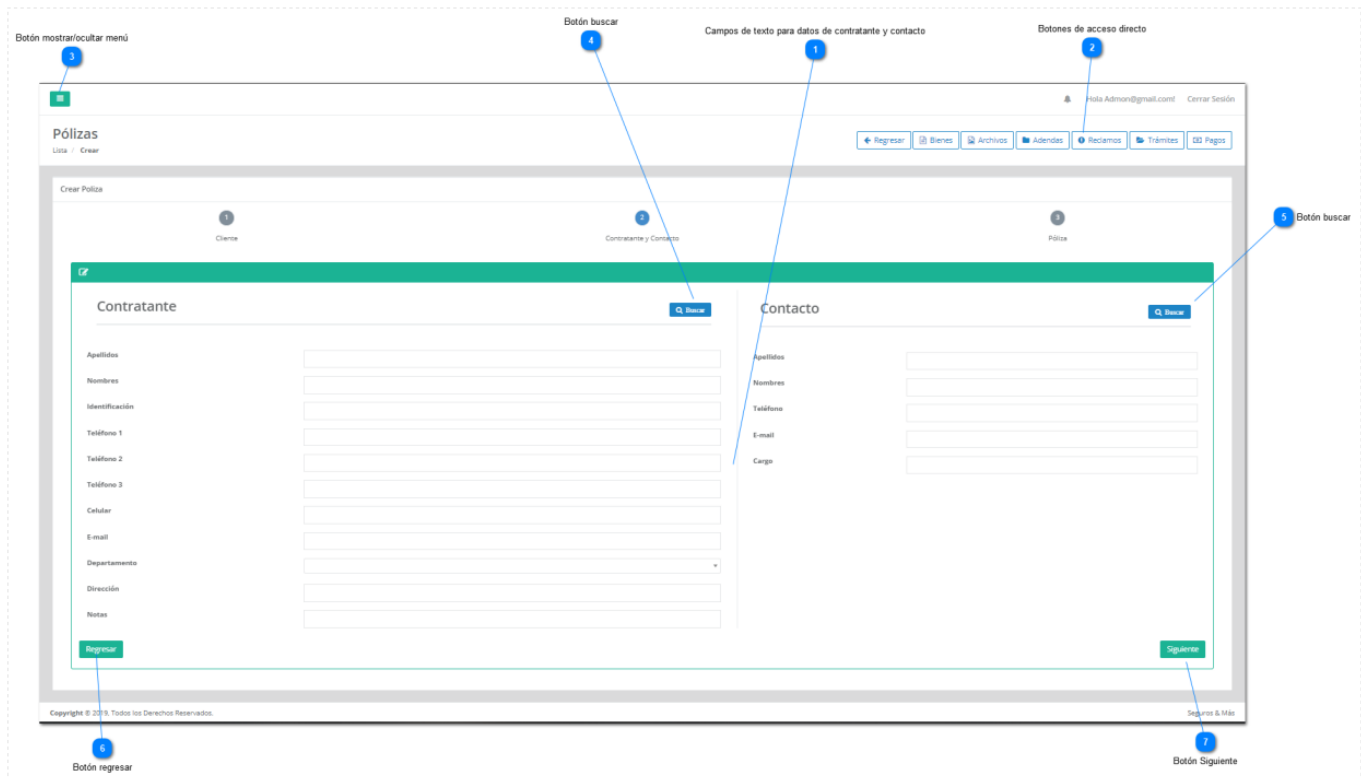 Botón mostrar/ocultar menú
3
Botón buscar
4
Campos de texto para datos de contratante y contacto
1
Botones de acceso directo
2
Hola Admon@gmail.com! Cerrar Sesión
Pólizas
Lista / Crear
Regresar Bienes Archivos Adendas Reclamos Trámites Pagos
Crear Poliza
1 2 3
Cliente Contratante y Contacto Póliza
5 Botón buscar
Contratante Buscar
Apellidos
Nombres
Identificación
Teléfono 1
Teléfono 2
Teléfono 3
Celular
E-mail
Departamento
Dirección
Notas
Contacto Buscar
Apellidos
Nombres
Teléfono
E-mail
Cargo
Regresar Siguiente
Copyright © 2019, Todos los Derechos Reservados. Seguros & Más
6
Botón regresar
7
Botón Siguiente